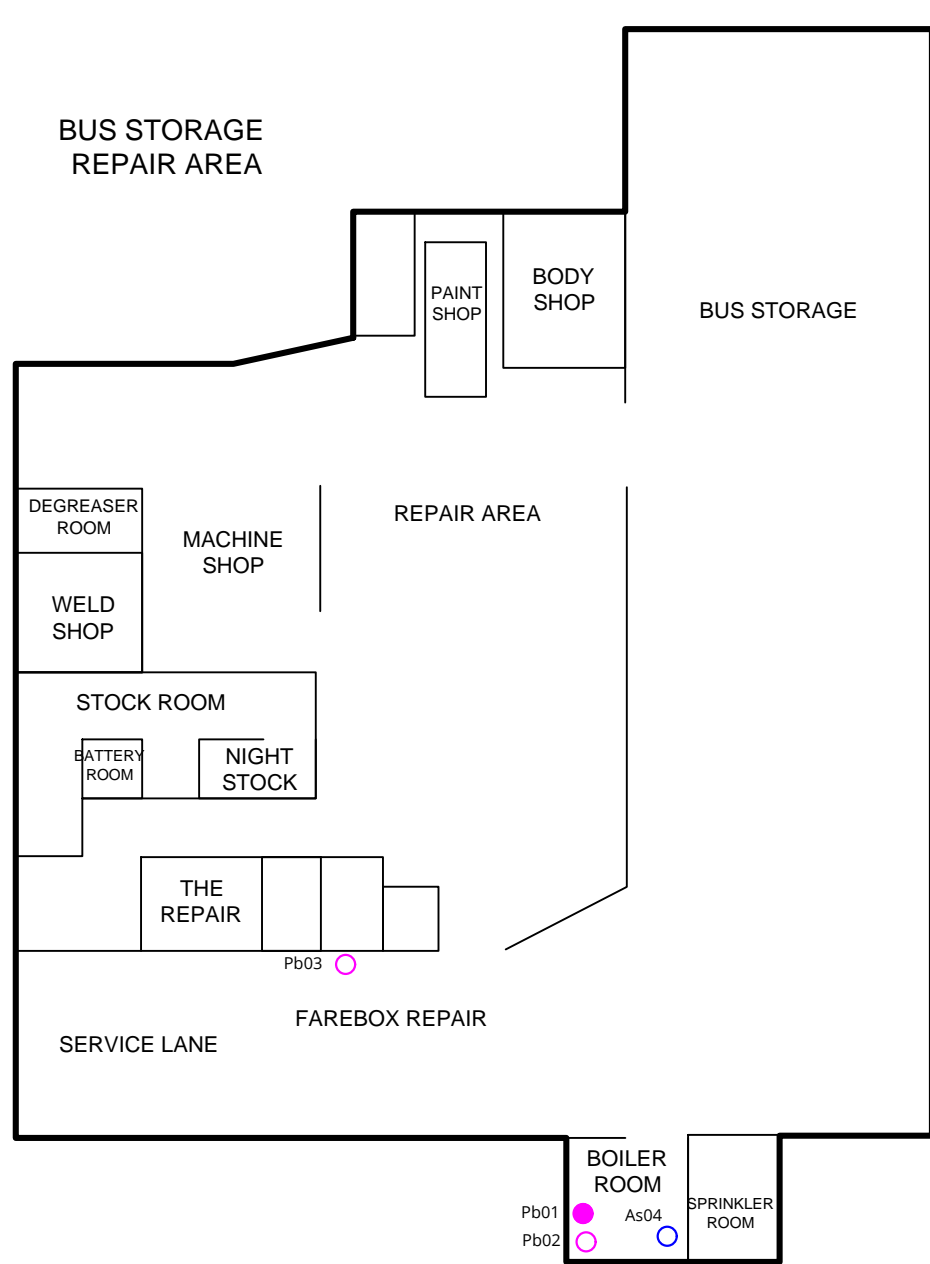 BUS STORAGE
REPAIR AREA
PAINT
SHOP
BODY
SHOP
BUS STORAGE
DEGREASER
ROOM
MACHINE
SHOP
REPAIR AREA
WELD
SHOP
STOCK ROOM
BATTERY
ROOM
NIGHT
STOCK
THE
REPAIR
Pb03
FAREBOX REPAIR
SERVICE LANE
BOILER
ROOM
Pb01
As04
SPRINKLER
ROOM
Pb02